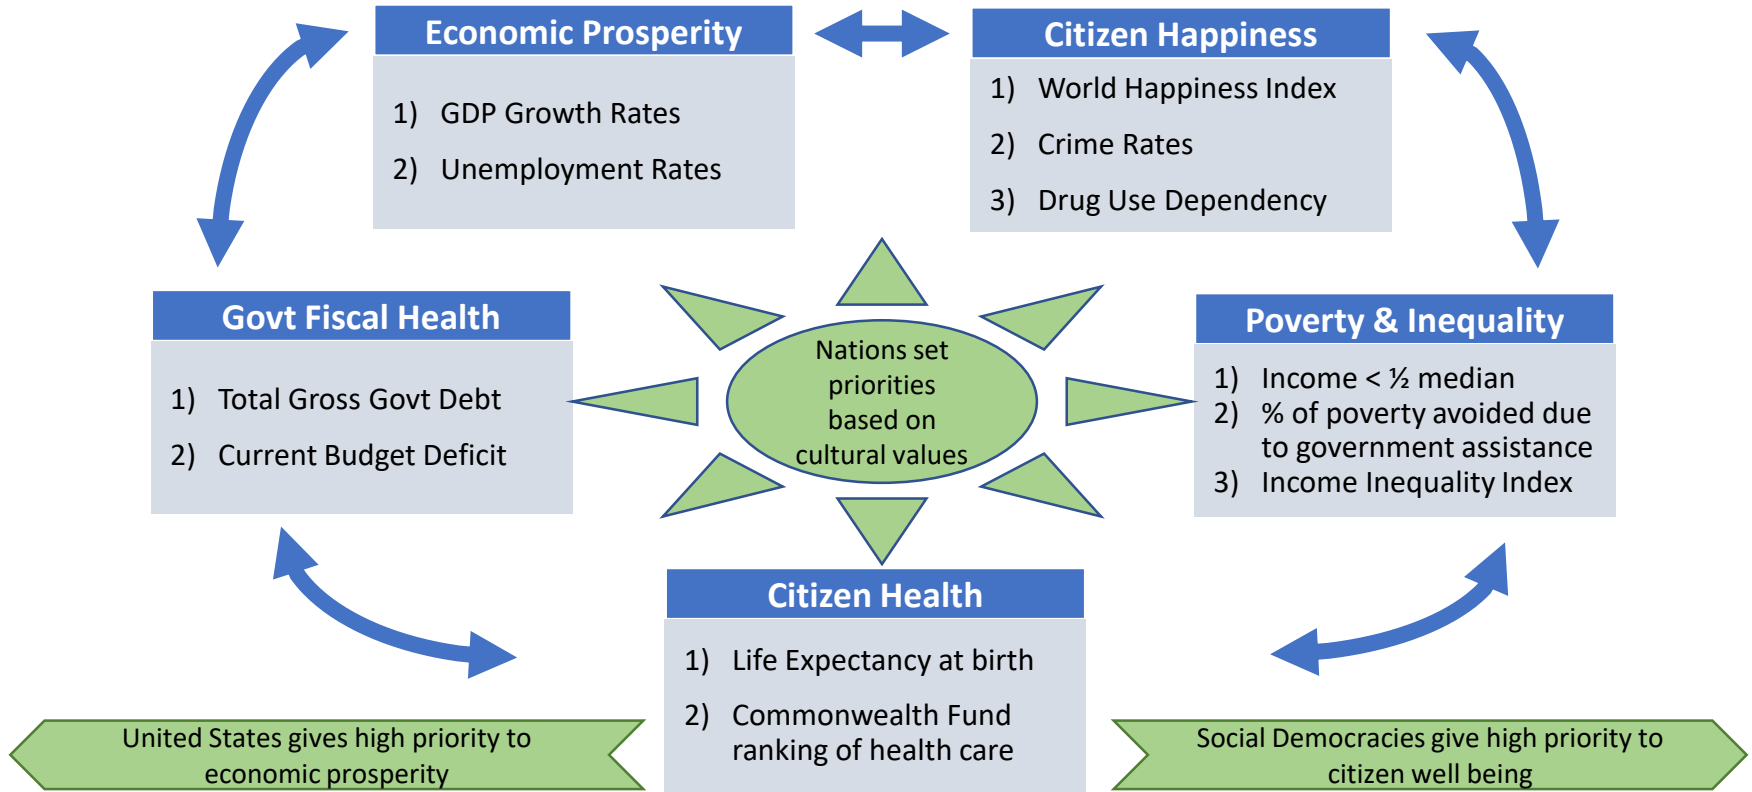 Economic Prosperity
1) GDP Growth Rates
2) Unemployment Rates
Citizen Happiness
1) World Happiness Index
2) Crime Rates
3) Drug Use Dependency
Govt Fiscal Health
1) Total Gross Govt Debt
2) Current Budget Deficit
Nations set
priorities
based on
cultural values
Poverty & Inequality
1) Income < ½ median
2) % of poverty avoided due
to government assistance
3) Income Inequality Index
Citizen Health
1) Life Expectancy at birth
2) Commonwealth Fund
ranking of health care
United States gives high priority to
economic prosperity
Social Democracies give high priority to
citizen well being